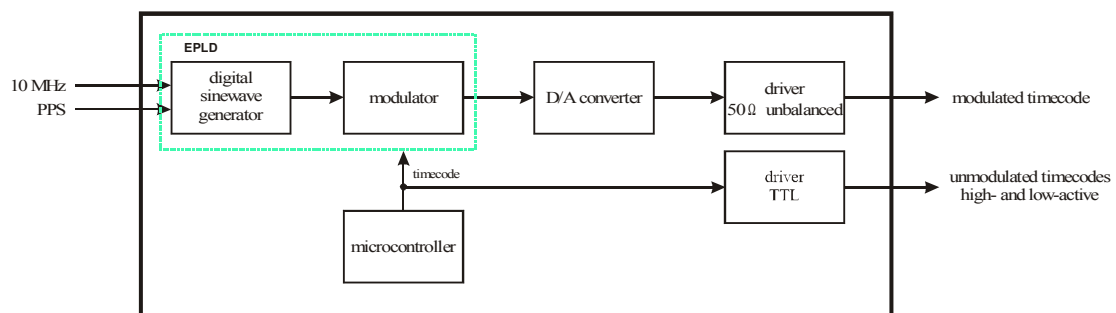 EPLD
10 MHz
PPS
digital
sinewave
generator
modulator
D/A converter
driver
50Ω unbalanced
modulated timecode
timecode
driver
TTL
unmodulated timecodes
high- and low-active
microcontroller